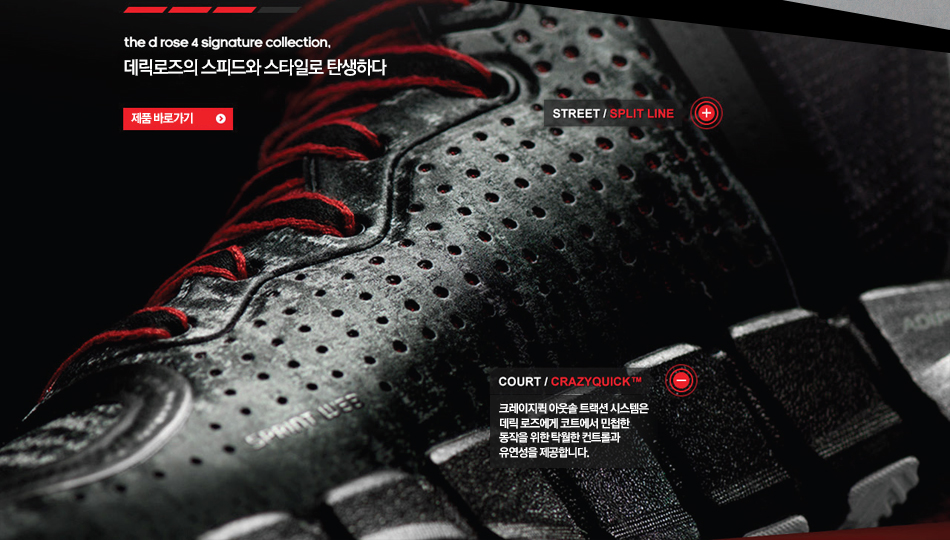 the d rose 4 signature collection.
데릭로즈의 스피드와 스타일로 탄생하다
제품 바로가기
STREET / SPLIT LINE
COURT / CRAZYQUICK™
크레이지퀵 아웃솔 트랙션 시스템은
데릭 로즈에게 코트에서 민첩한
동작을 위한 탁월한 컨트롤과
유연성을 제공합니다.
SPRINT WEB